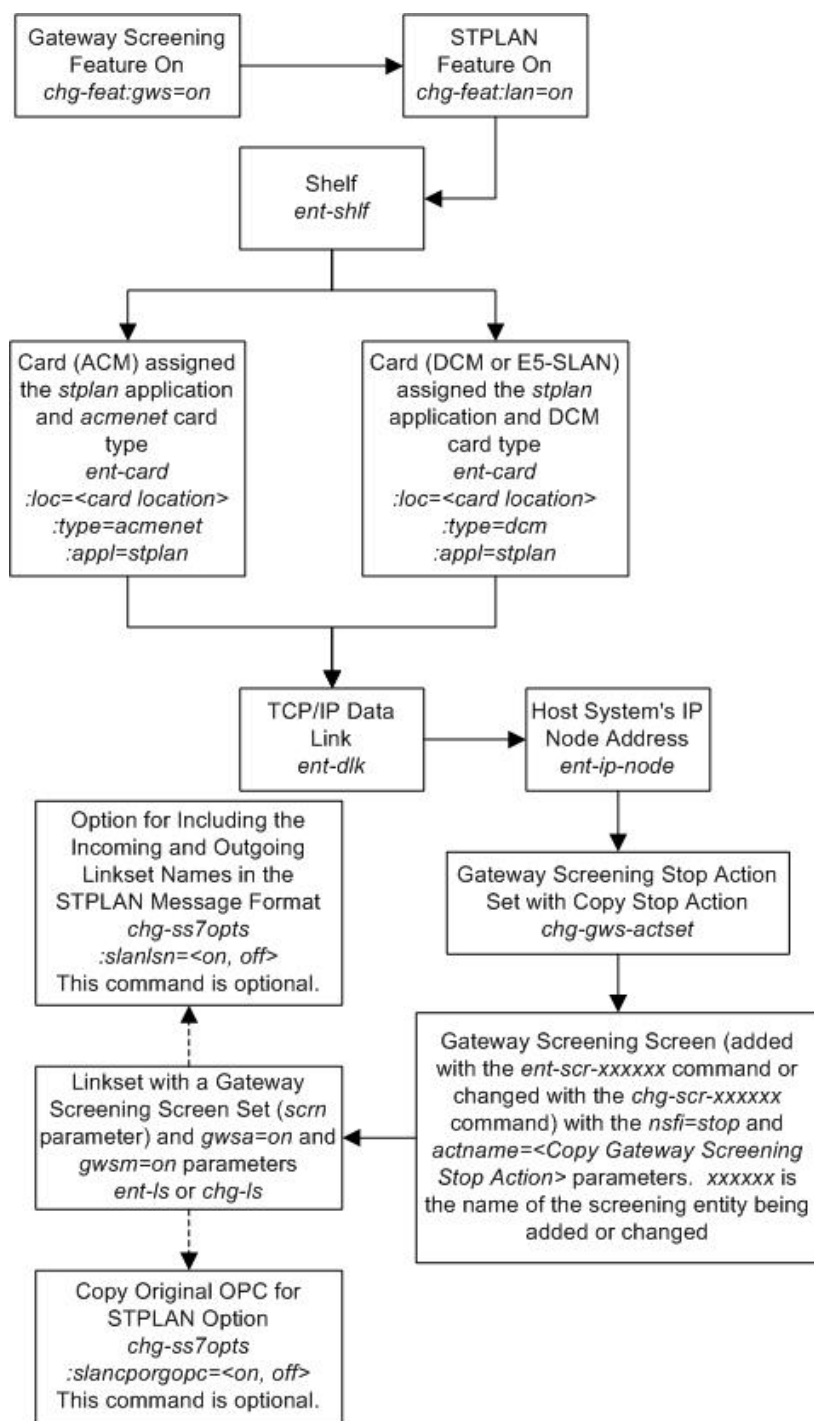 Gateway Screening
Feature On
chg-feat:gws=on
STPLAN
Feature On
chg-feat:lan=on
Shelf
ent-shlf
Card (ACM) assigned
the stplan application
and acmenet card
type
ent-card
:loc=<card location>
:type=acmenet
:appl=stplan
Card (DCM or E5-SLAN)
assigned the stplan
application and DCM
card type
ent-card
:loc=<card location>
:type=dcm
:appl=stplan
TCP/IP Data
Link
ent-dlk
Host System's IP
Node Address
ent-ip-node
Gateway Screening Stop Action
Set with Copy Stop Action
chg-gws-actset
Gateway Screening Screen (added
with the ent-scr-xxxxxx command or
changed with the chg-scr-xxxxxx
command) with the nsfi=stop and
actname=<Copy Gateway Screening
Stop Action> parameters.  xxxxxx is
the name of the screening entity being
added or changed
Linkset with a Gateway
Screening Screen Set (scrn
parameter) and gwsa=on and
gwsm=on parameters
ent-ls or chg-ls
Option for Including the
Incoming and Outgoing
Linkset Names in the
STPLAN Message Format
chg-ss7opts
:slanlsn=<on, off>
This command is optional.
Copy Original OPC for
STPLAN Option
chg-ss7opts
:slancporgopc=<on, off>
This command is optional.